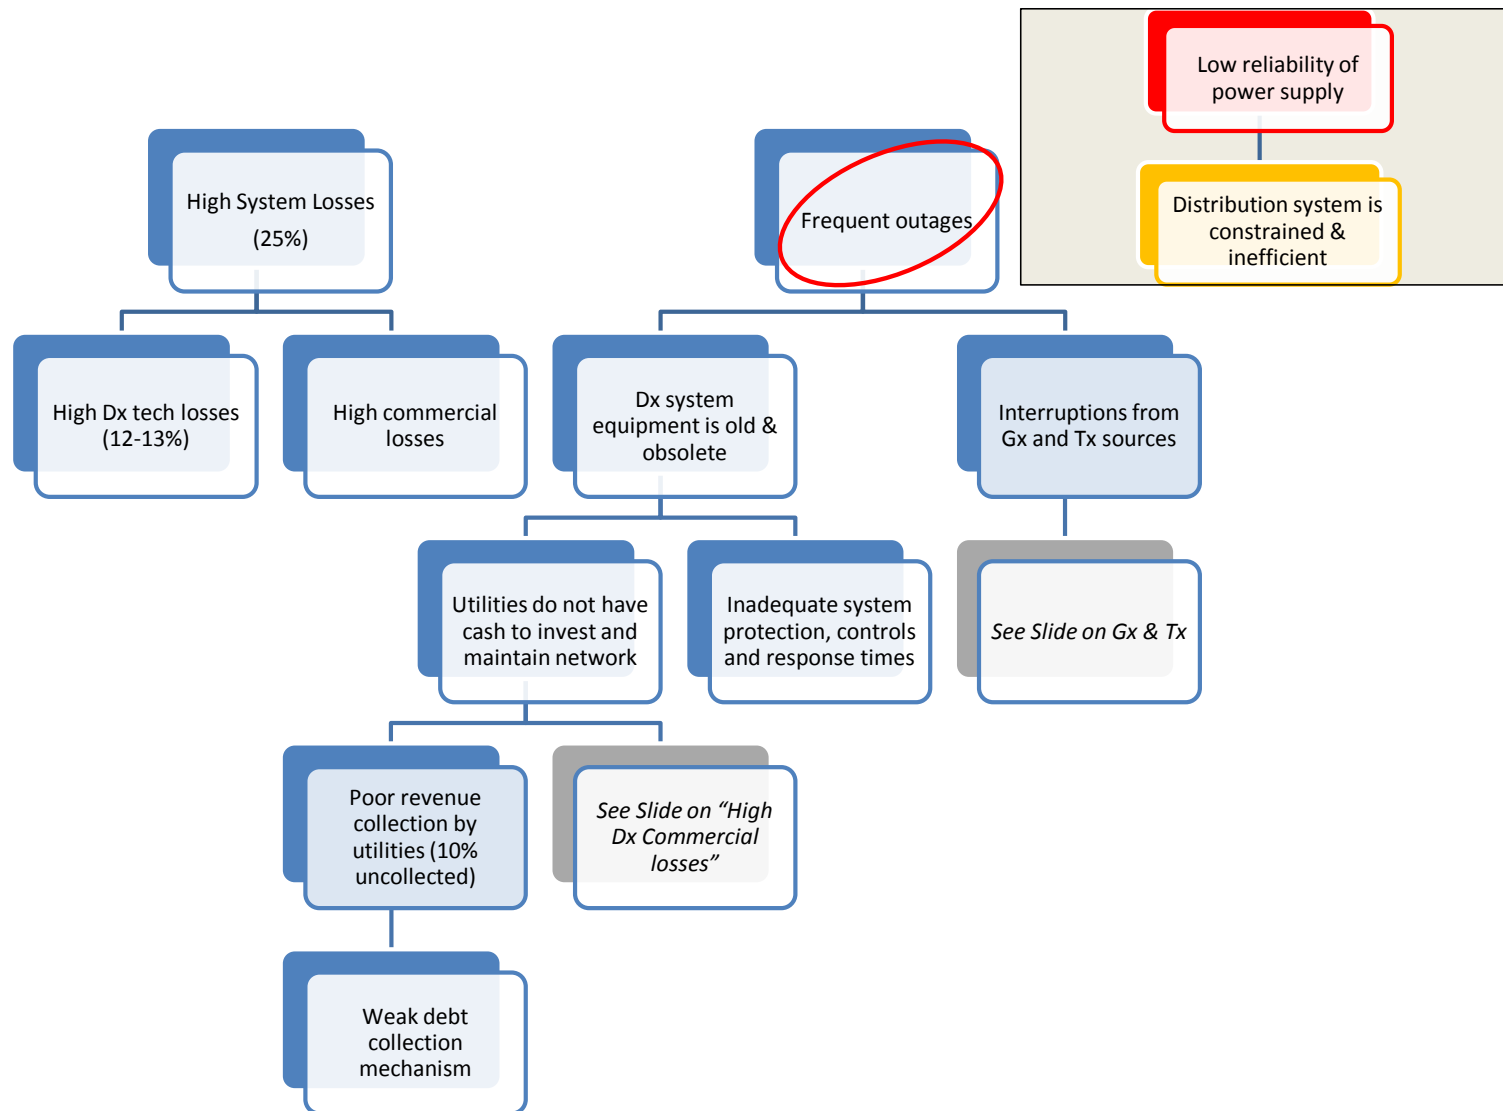 Low reliability of
power supply
Distribution system is
constrained &
inefficient
High System Losses
(25%)
Frequent outages
High Dx tech losses
(12-13%)
High commercial
losses
Dx system
equipment is old &
obsolete
Interruptions from
Gx and Tx sources
Utilities do not have
cash to invest and
maintain network
Inadequate system
protection, controls
and response times
See Slide on Gx & Tx
Poor revenue
collection by
utilities (10%
uncollected)
See Slide on “High
Dx Commercial
losses”
Weak debt
collection
mechanism